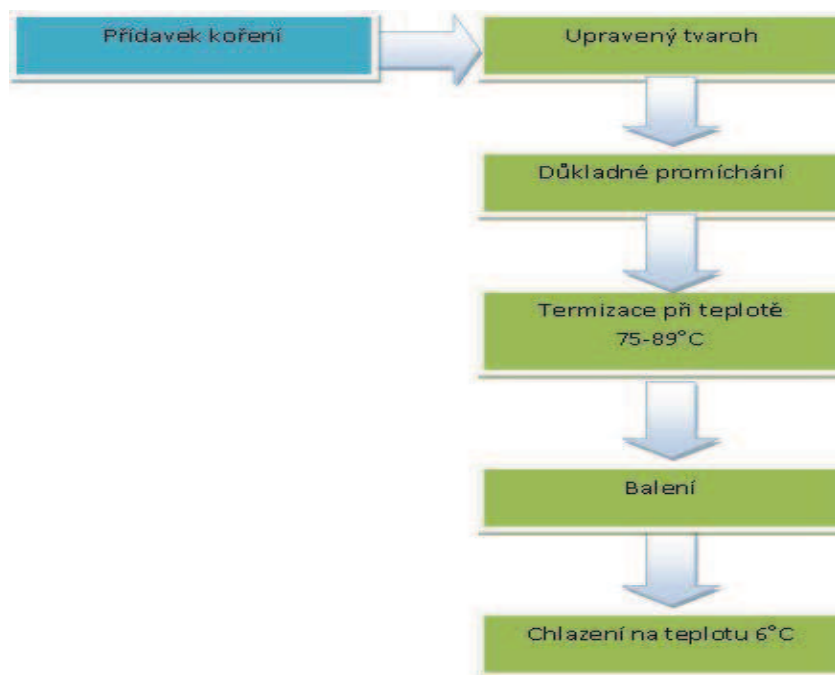 Přídavek koření
Upravený tvaroh
Důkladné promíchání
Termizace při teplotě
75-89°C
Balení
Chlazení na teplotu 6°C